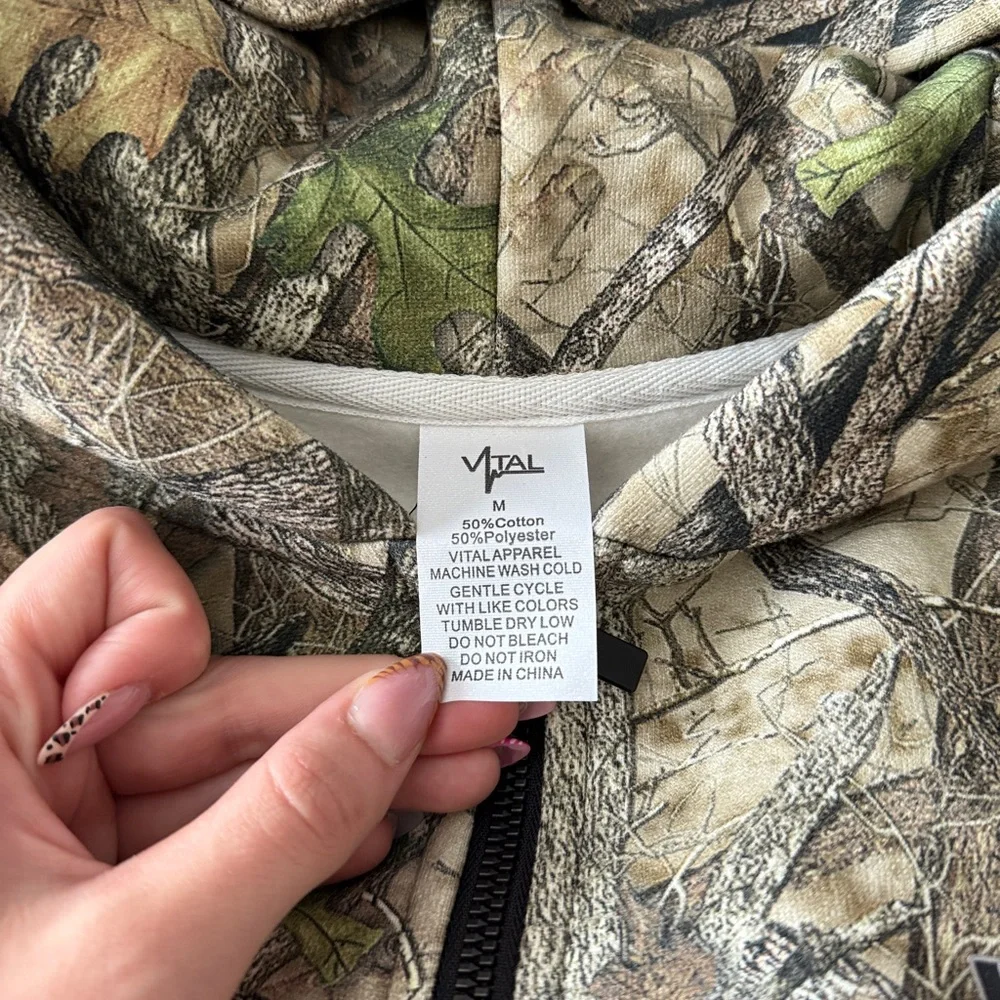 VITAL
M
50%Cotton
50%Polyester
VITAL APPAREL
MACHINE WASH COLD
GENTLE CYCLE
WITH LIKE COLORS
TUMBLE DRY LOW
DO NOT BLEACH
DO NOT IRON
MADE IN CHINA